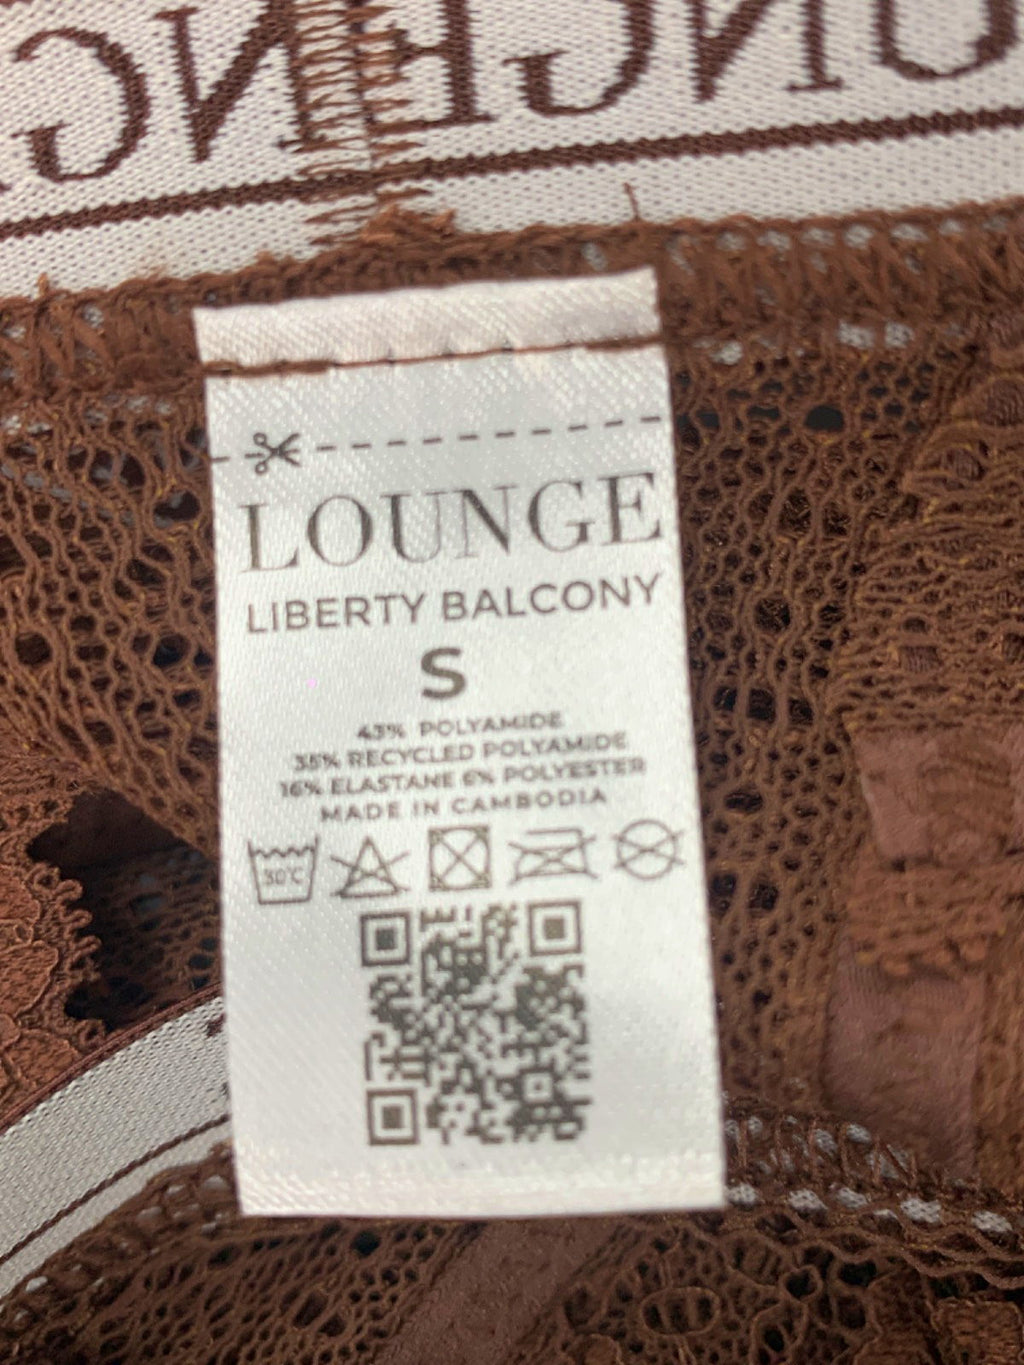 LOUNGE
LIBERTY BALCONY
S
43% POLYAMIDE
35% RECYCLED POLYAMIDE
16% ELASTANE 6% POLYESTER
MADE IN CAMBODIA
30°C